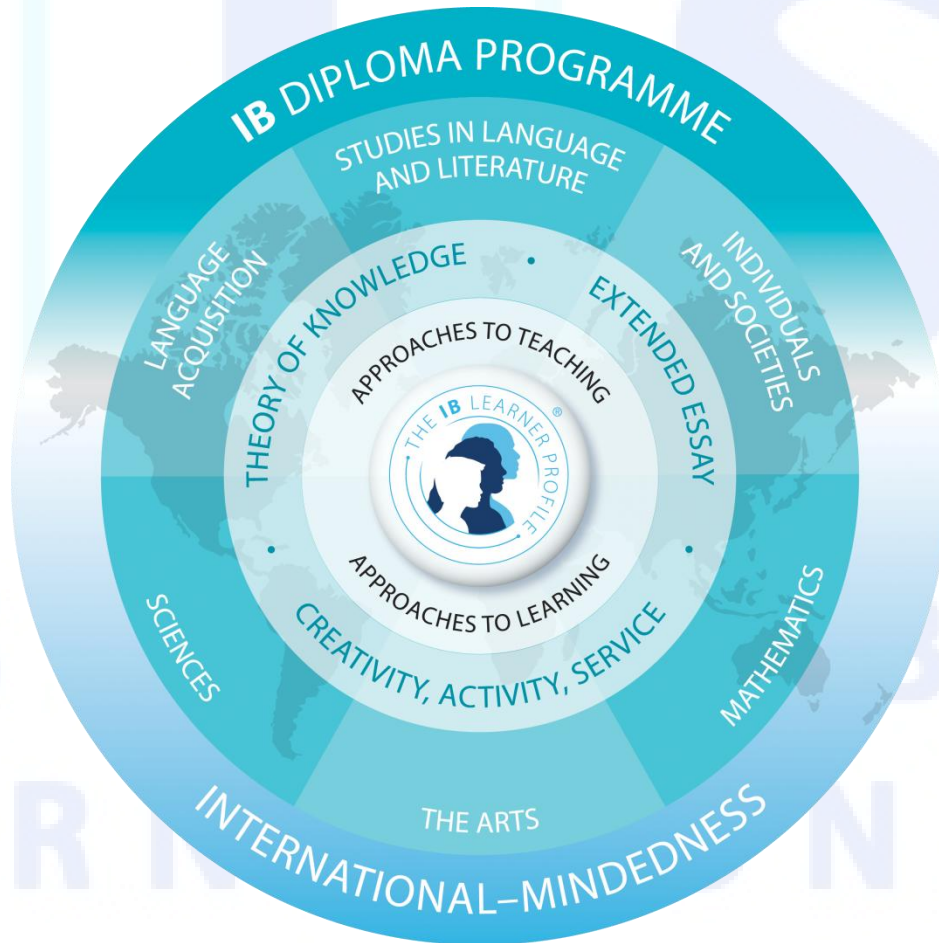 IB DIPLOMA PROGRAMME
STUDIES IN LANGUAGE
AND LITERATURE
LANGUAGE
ACQUISITION
INDIVIDUALS
AND SOCIETIES
THEORY OF KNOWLEDGE
•
EXTENDED ESSAY
APPROACHES TO TEACHING
THE IB LEARNER PROFILE®
APPROACHES TO LEARNING
•
CREATIVITY, ACTIVITY, SERVICE
•
SCIENCES
MATHEMATICS
THE ARTS
INTERNATIONAL–MINDEDNESS